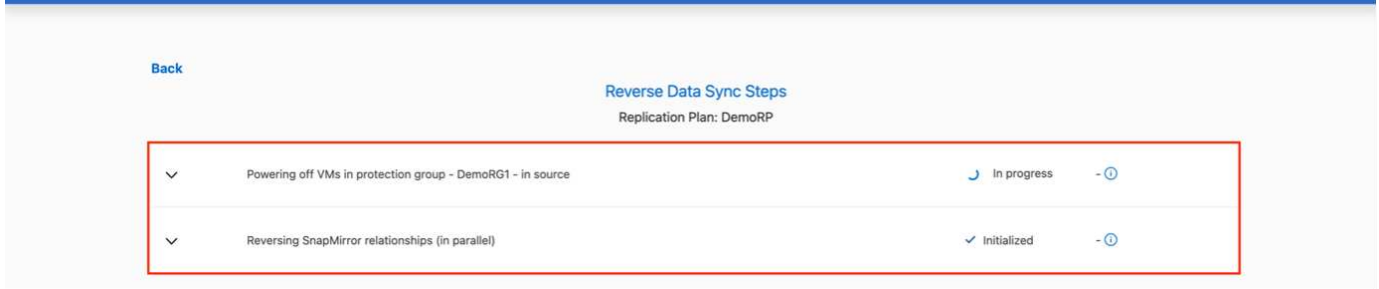 Back
Reverse Data Sync Steps
Replication Plan: DemoRP
Powering off VMs in protection group - DemoRG1 - in source In progress -
Reversing SnapMirror relationships (in parallel) Initialized -